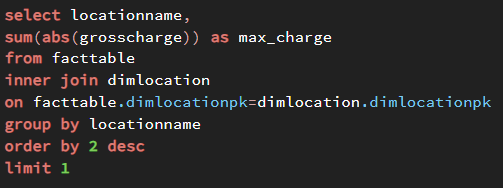 select locationname,
sum(abs(grosscharge)) as max_charge
from facttable
inner join dimlocation
on facttable.dimlocationpk=dimlocation.dimlocationpk
group by locationname
order by 2 desc
limit 1